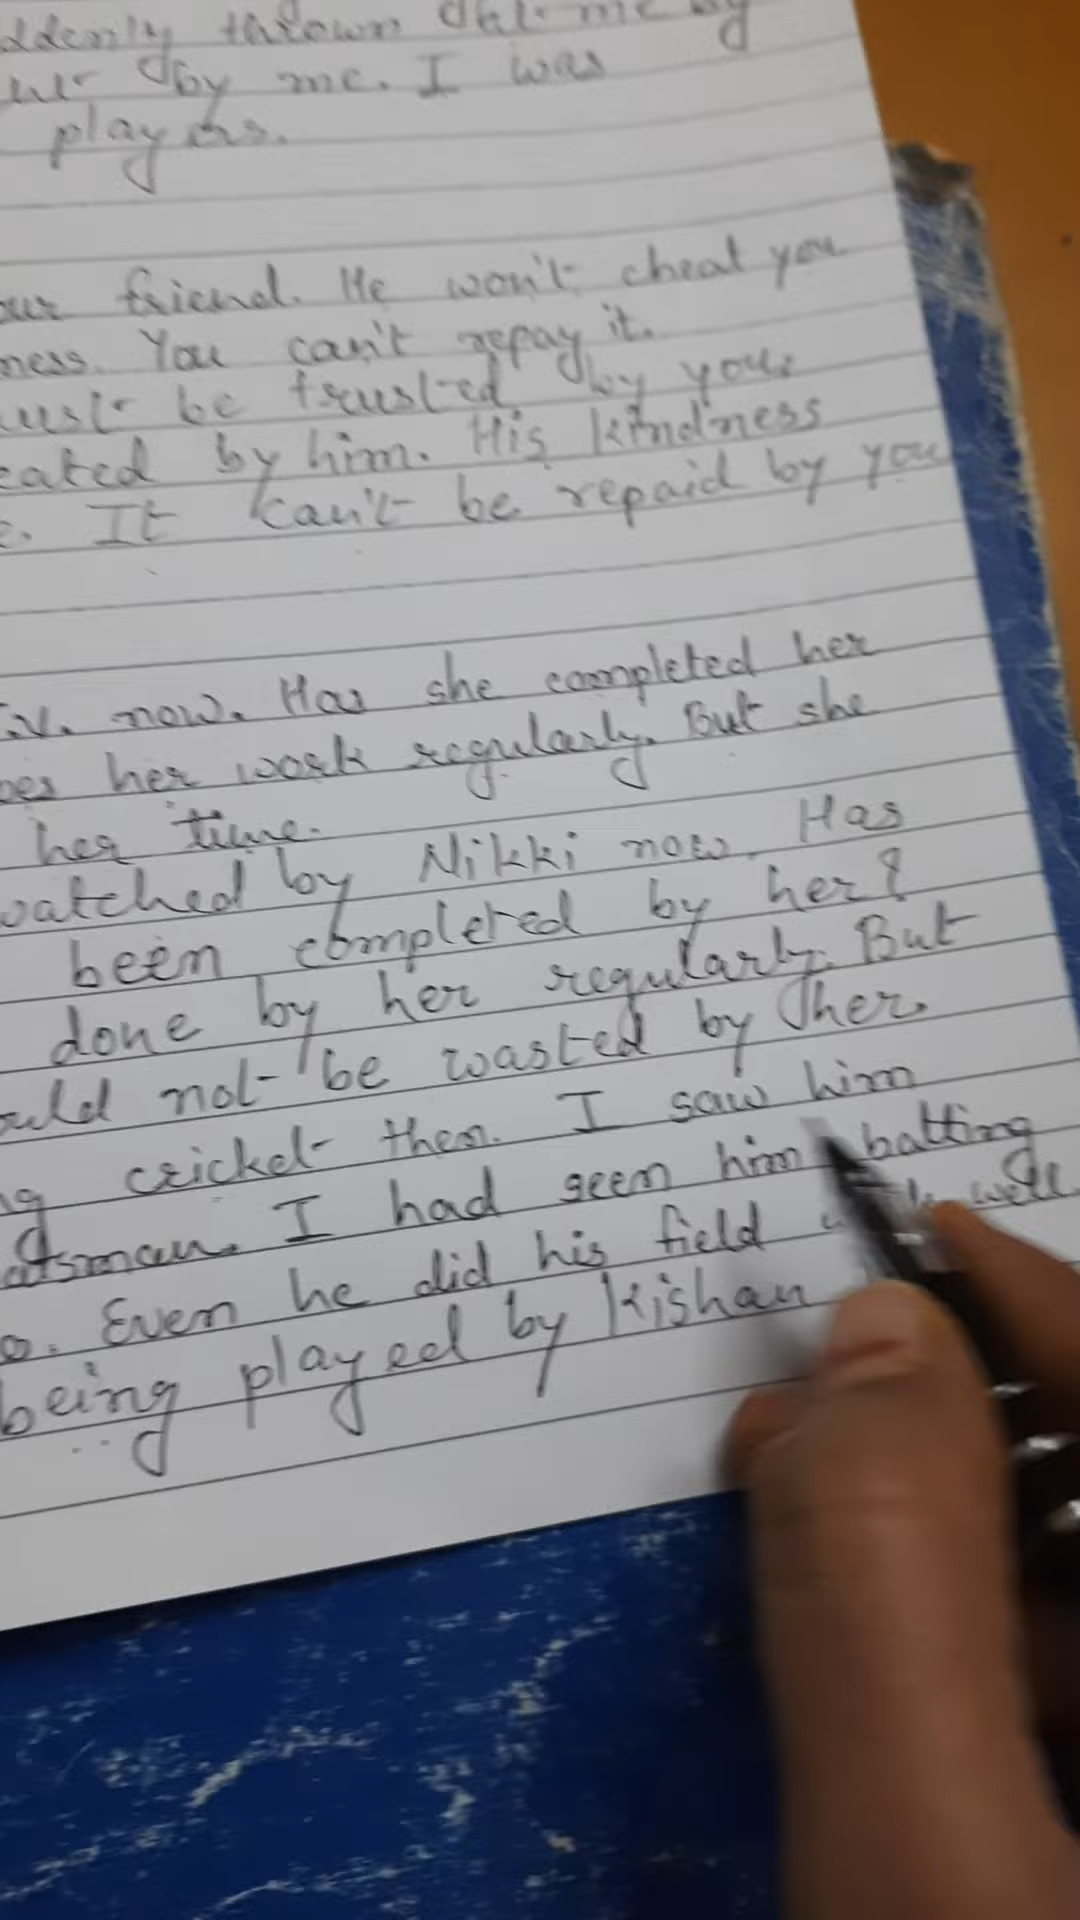 thrown me by
by me. I was
players.
friend. He won't cheat you
You can't repay it.
be trusted by you.
by him. His kindness
It can't be repaid by you
now. Has she completed her
her work regularly. But she
her time.
watched by Nikki now. Has
been completed by her?
done by her regularly. But
not be wasted by her.
cricket then. I saw him
I had seen him batting
Even he did his field well
being played by Kishan